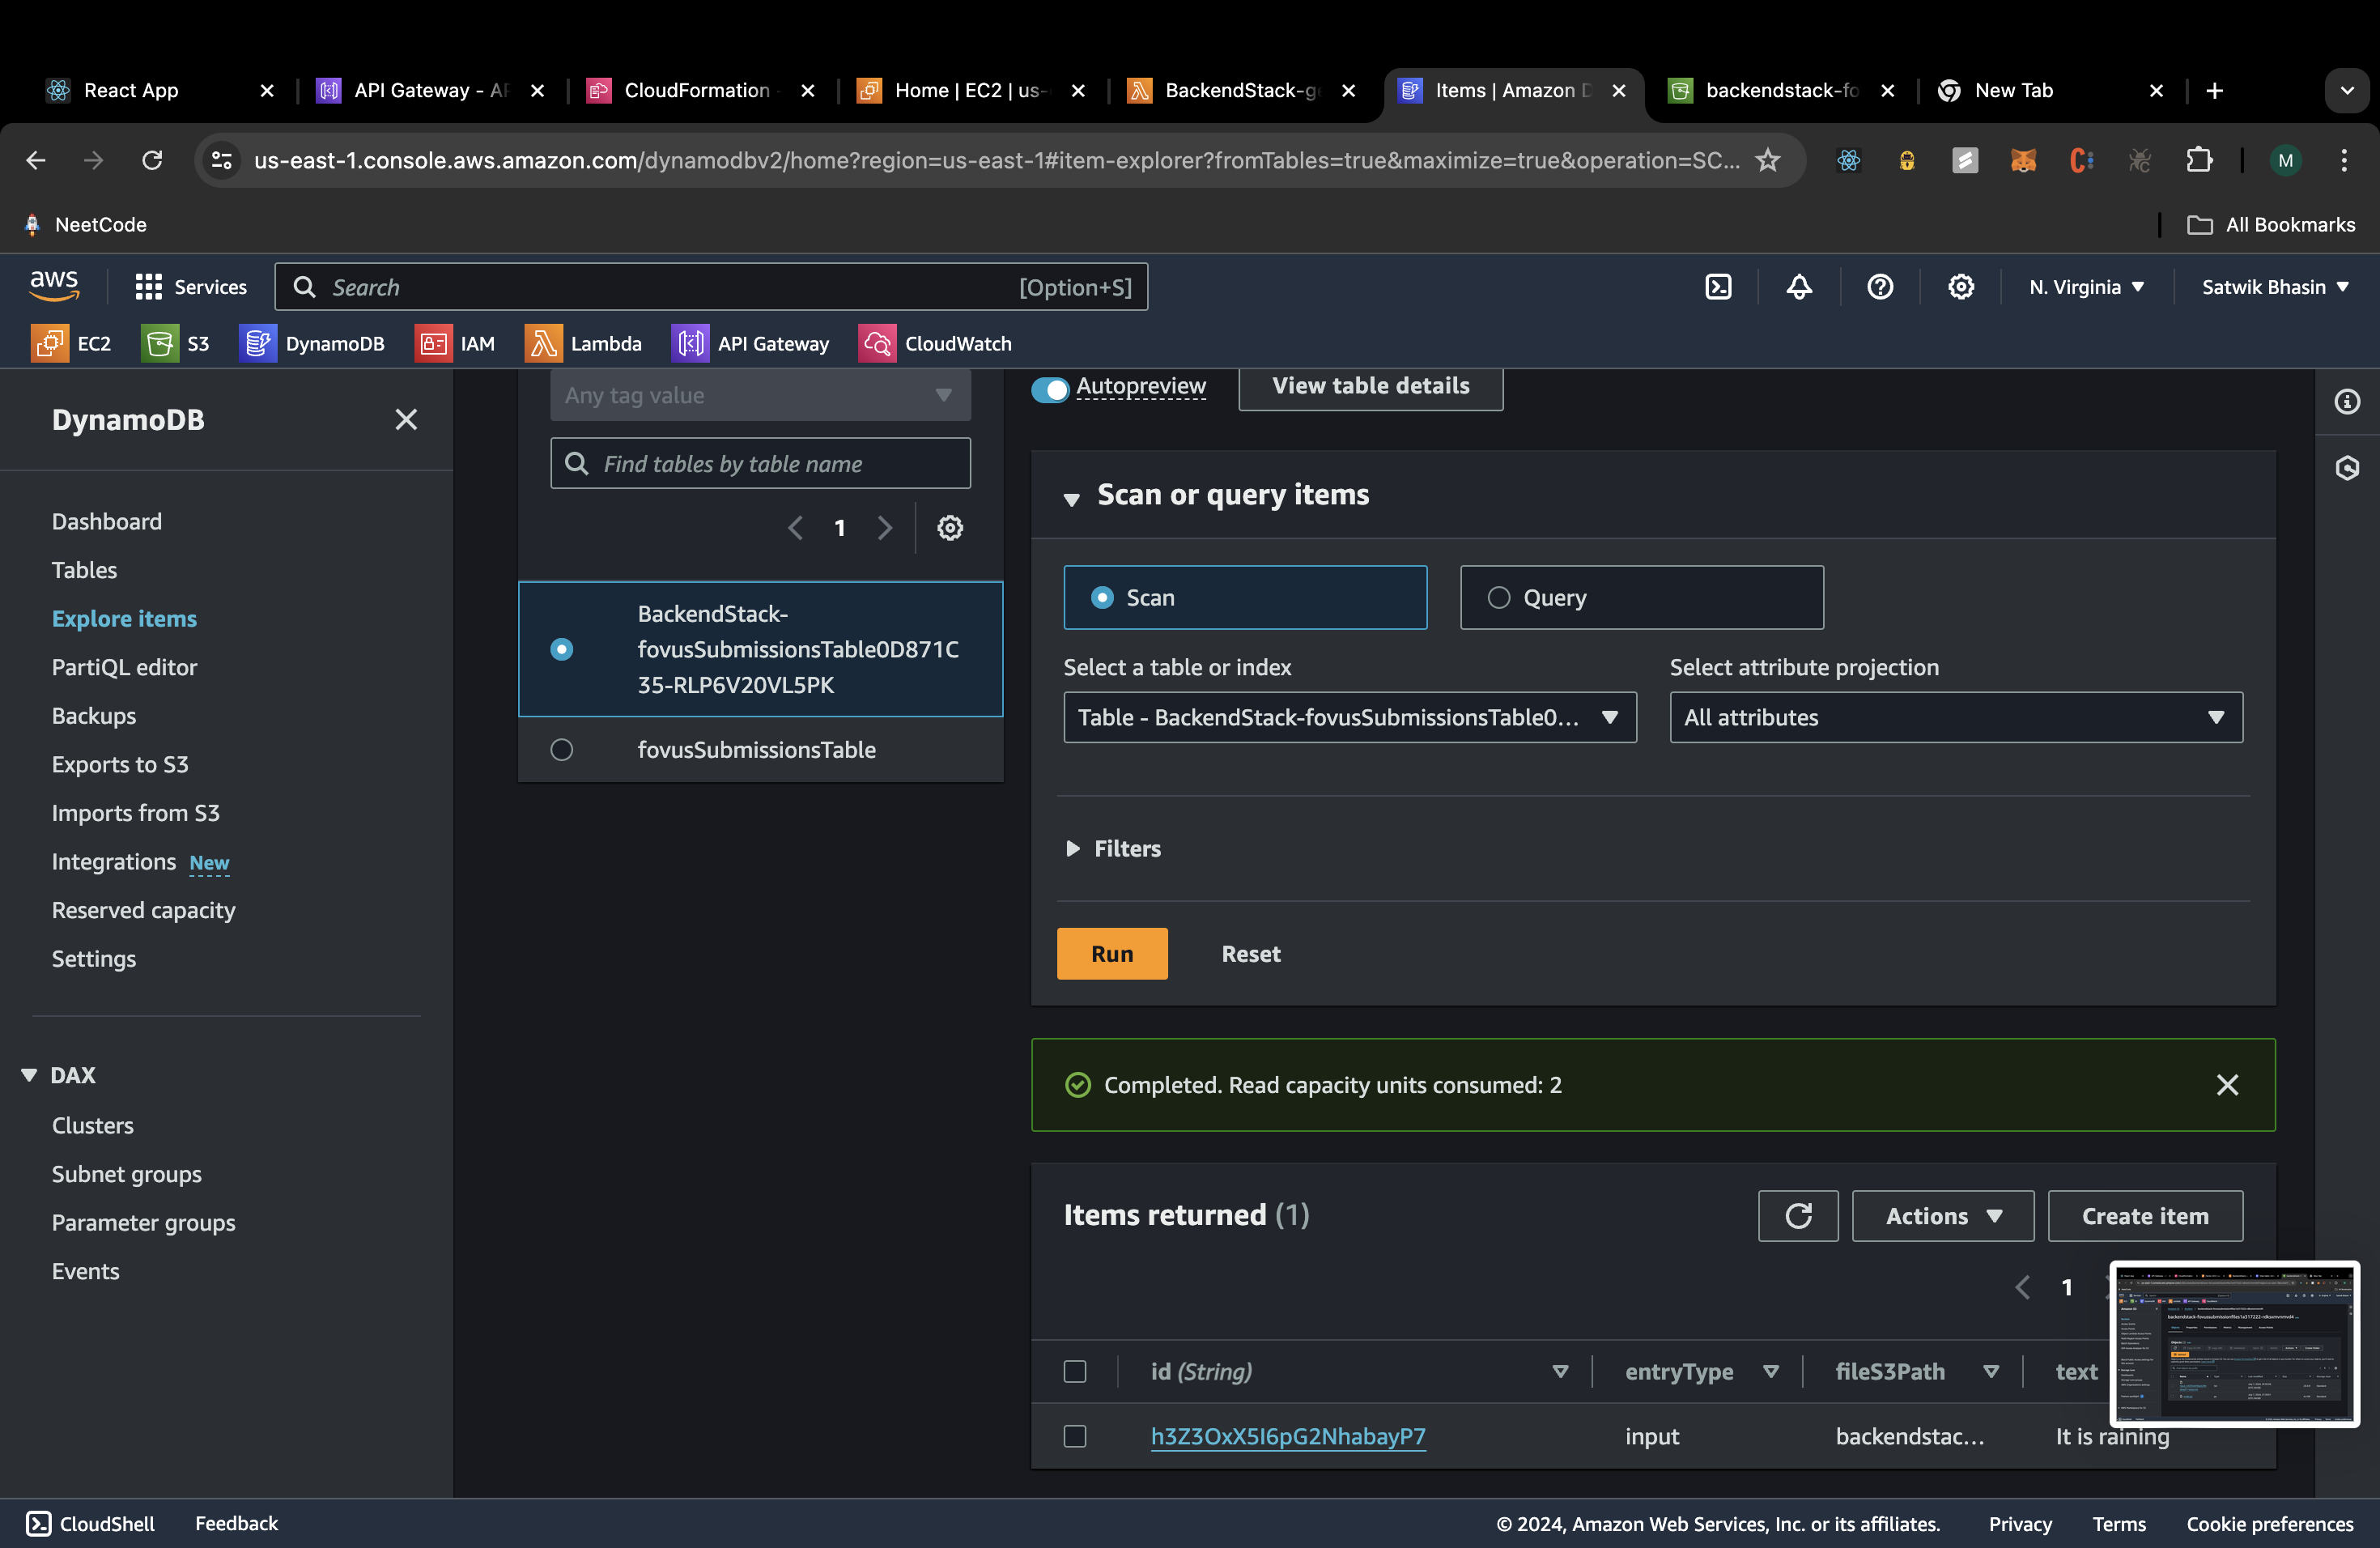 React App
API Gateway - AP
CloudFormation -
Home | EC2 | us-
BackendStack-ge
Items | Amazon D
backendstack-fo
New Tab
us-east-1.console.aws.amazon.com/dynamodbv2/home?region=us-east-1#item-explorer?fromTables=true&maximize=true&operation=SC...
M
NeetCode
All Bookmarks
aws
Services
Search
[Option+S]
N. Virginia
Satwik Bhasin
EC2
S3
DynamoDB
IAM
Lambda
API Gateway
CloudWatch
DynamoDB
Dashboard
Tables
Explore items
PartiQL editor
Backups
Exports to S3
Imports from S3
Integrations New
Reserved capacity
Settings
DAX
Clusters
Subnet groups
Parameter groups
Events
Any tag value
Find tables by table name
1
BackendStack-
fovusSubmissionsTable0D871C
35-RLP6V20VL5PK
fovusSubmissionsTable
Autopreview
View table details
Scan or query items
Scan
Query
Select a table or index
Table - BackendStack-fovusSubmissionsTable0...
Select attribute projection
All attributes
Filters
Run
Reset
Completed. Read capacity units consumed: 2
Items returned (1)
Actions
Create item
1
id (String)
entryType
fileS3Path
text
h3Z3OxX5I6pG2NhabayP7
input
backendstac...
It is raining
CloudShell
Feedback
© 2024, Amazon Web Services, Inc. or its affiliates.
Privacy
Terms
Cookie preferences